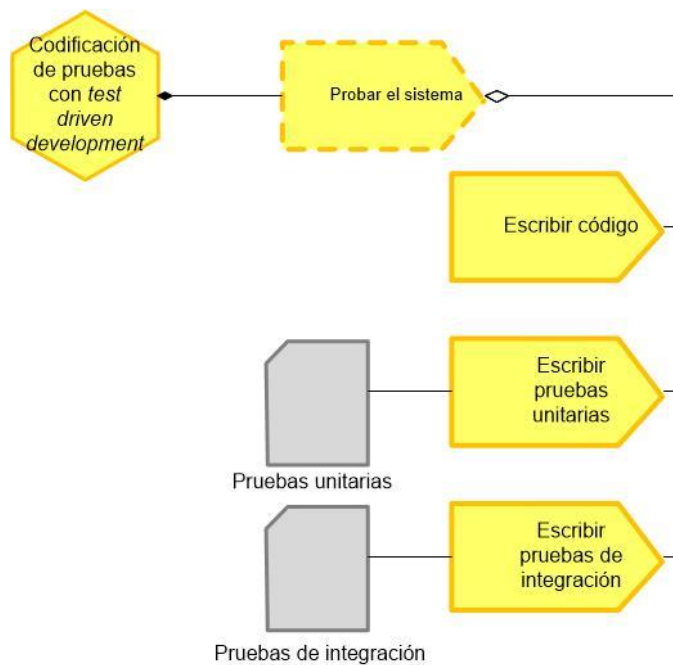 Codificación
de pruebas
con test
driven
development
Probar el sistema
Escribir código
Escribir
pruebas
unitarias
Pruebas unitarias
Escribir
pruebas de
integración
Pruebas de integración